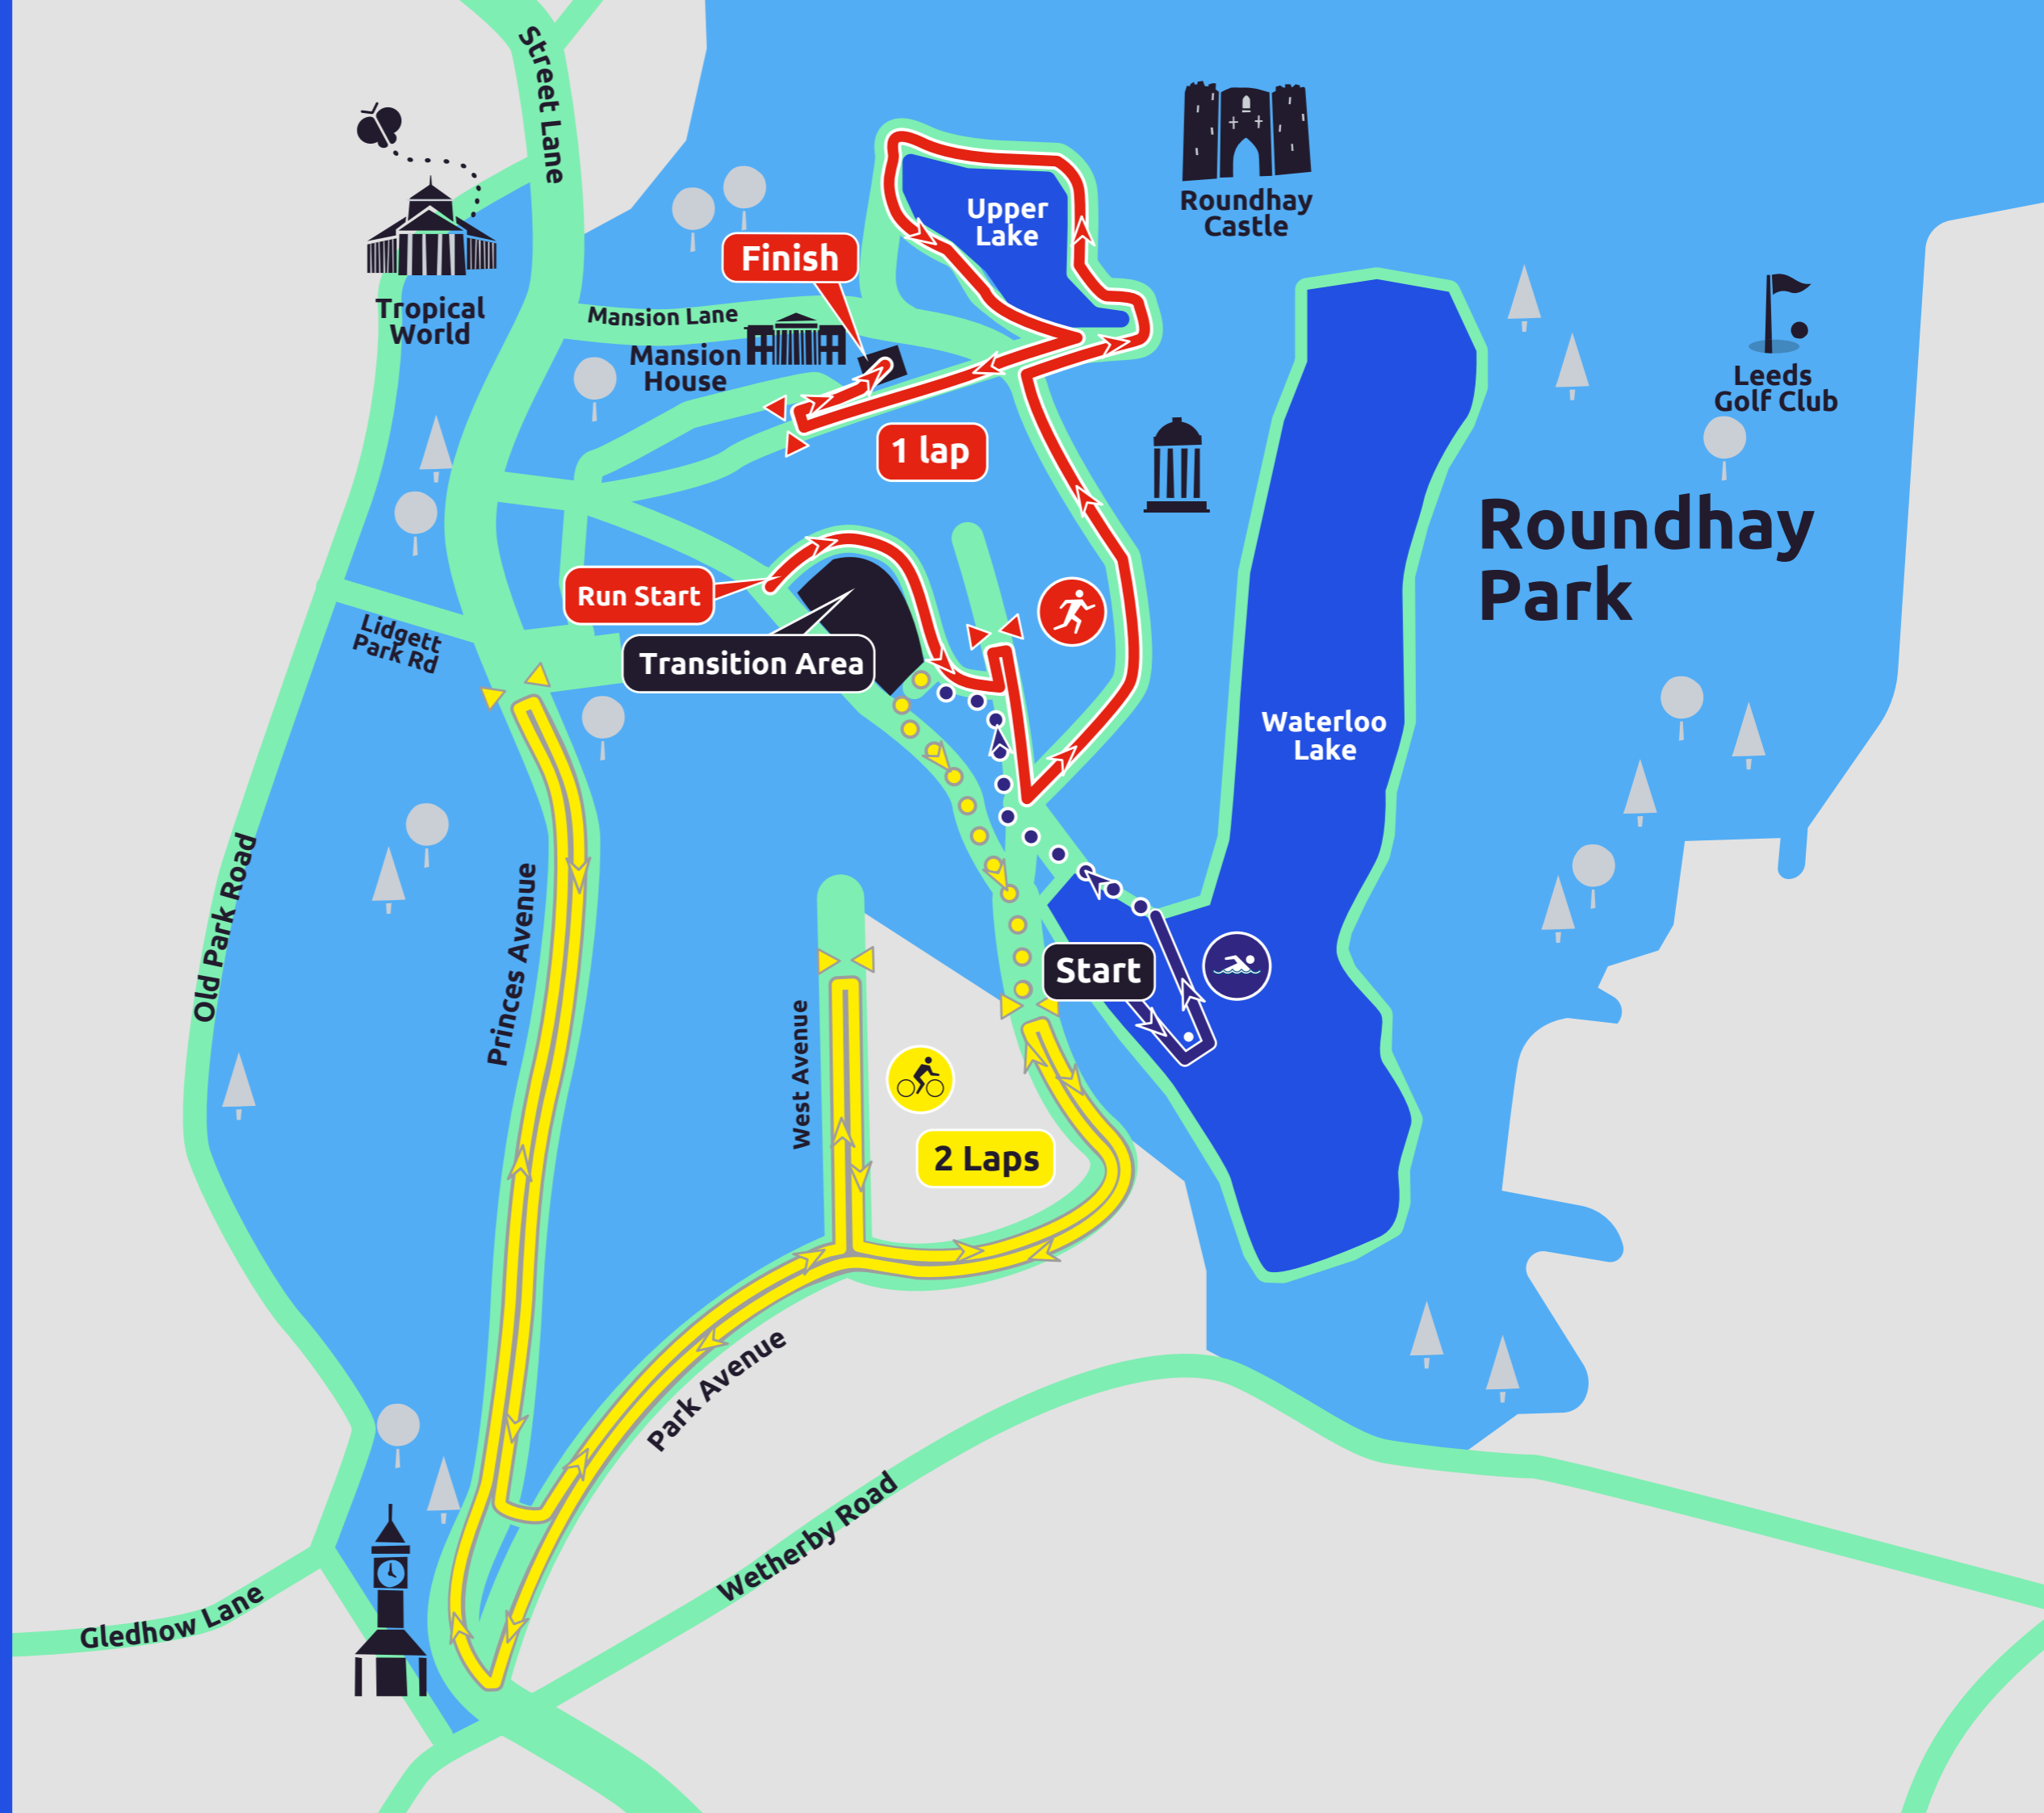 Street Lane
Roundhay
Castle
Upper
Lake
Finish
Tropical
World
Mansion Lane
Mansion
House
Leeds
Golf Club
1 lap
Roundhay
Park
Run Start
Lidgett
Park Rd
Transition Area
Waterloo
Lake
Old Park Road
Princes Avenue
Start
West Avenue
2 Laps
Park Avenue
Wetherby Road
Gledhow Lane